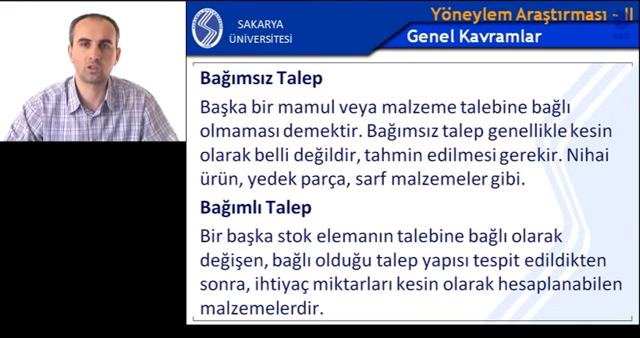 SAKARYA
ÜNİVERSİTESİ
Yöneylem Araştırması - II
Genel Kavramlar
Bağımsız Talep
Başka bir mamul veya malzeme talebine bağlı
olmaması demektir. Bağımsız talep genellikle kesin
olarak belli değildir, tahmin edilmesi gerekir. Nihai
ürün, yedek parça, sarf malzemeler gibi.
Bağımlı Talep
Bir başka stok elemanın talebine bağlı olarak
değişen, bağlı olduğu talep yapısı tespit edildikten
sonra, ihtiyaç miktarları kesin olarak hesaplanabilen
malzemelerdir.